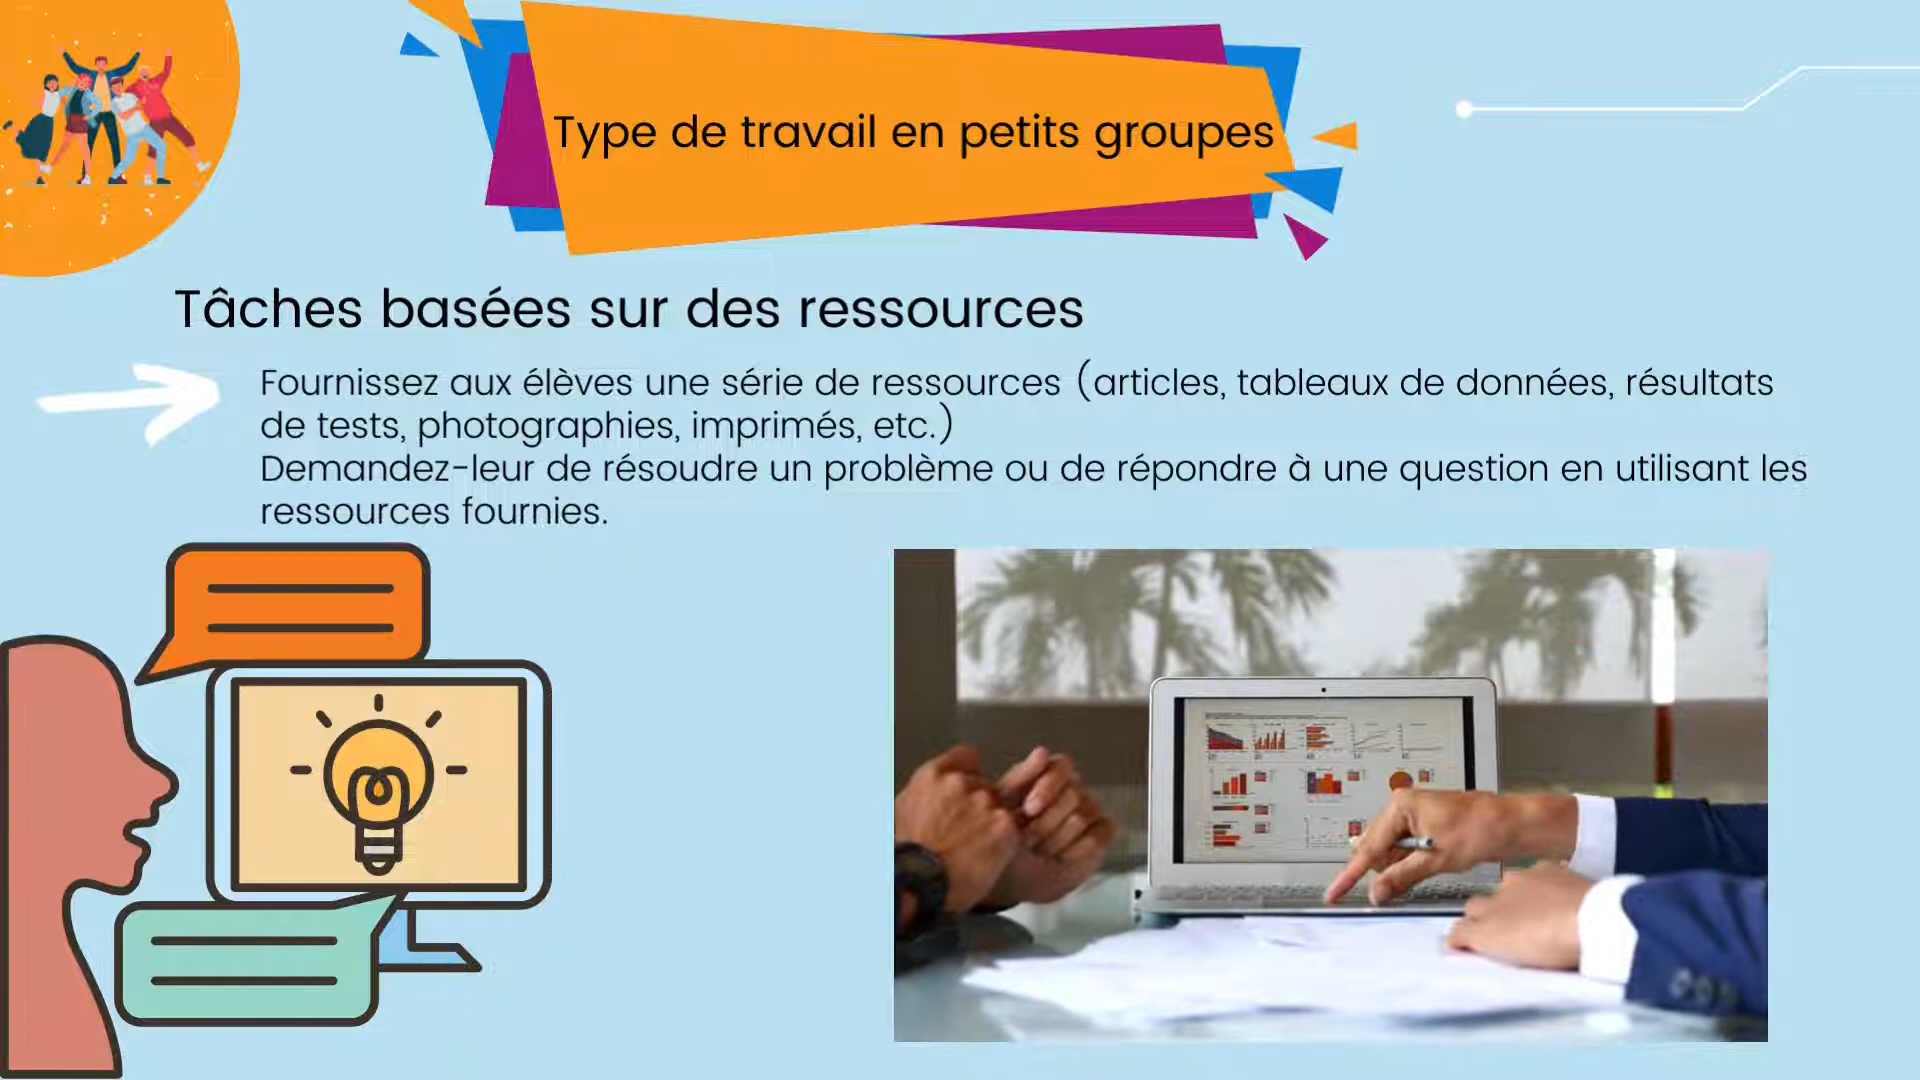 Type de travail en petits groupes
Tâches basées sur des ressources
Fournissez aux élèves une série de ressources (articles, tableaux de données, résultats
de tests, photographies, imprimés, etc.)
Demandez-leur de résoudre un problème ou de répondre à une question en utilisant les
ressources fournies.